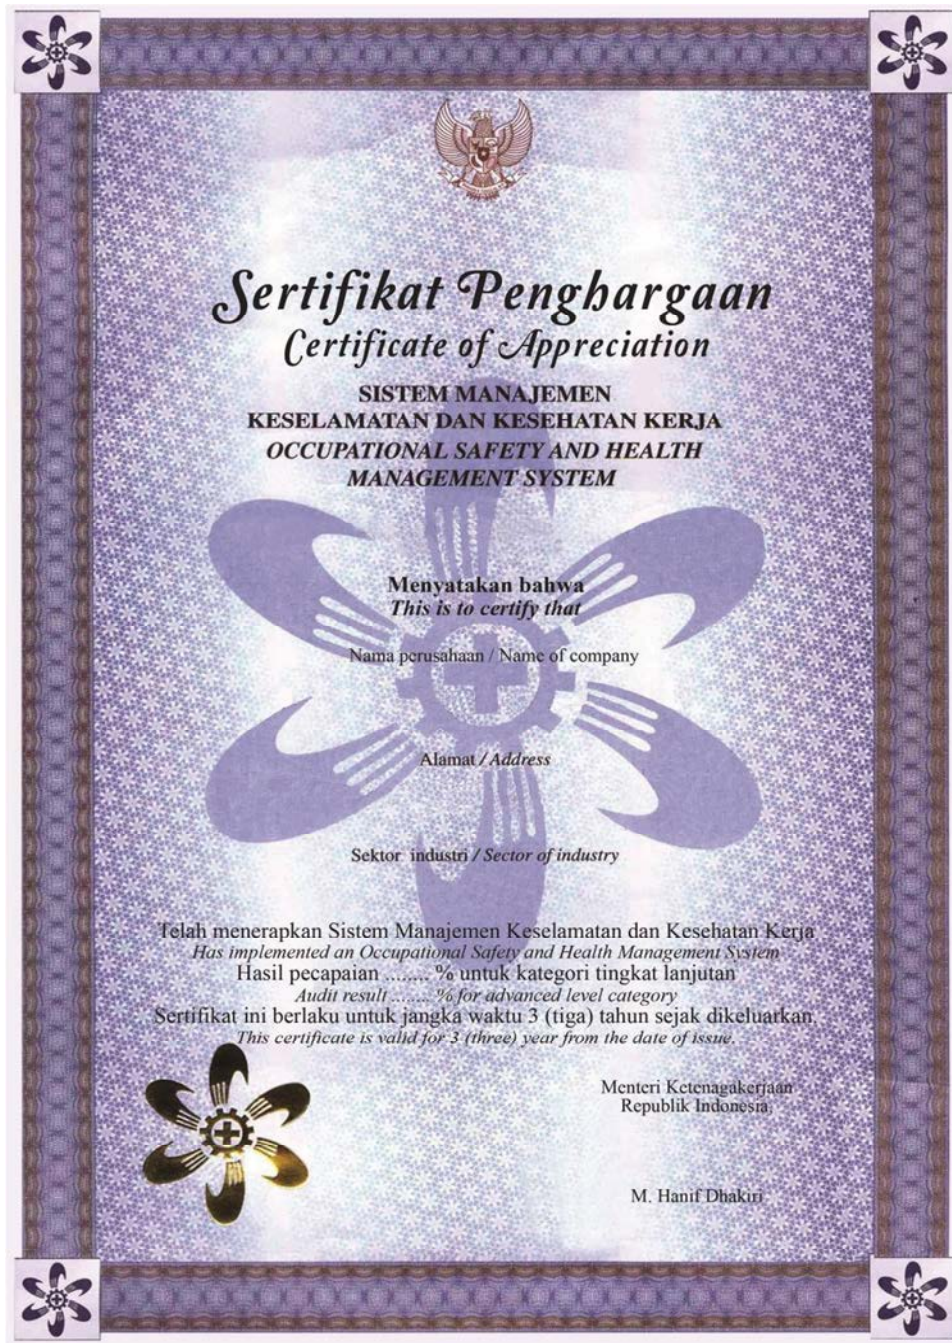 Sertifikat Penghargaan
Certificate of Appreciation
SISTEM MANAJEMEN
KESELAMATAN DAN KESEHATAN KERJA
OCCUPATIONAL SAFETY AND HEALTH
MANAGEMENT SYSTEM
Menyatakan bahwa
This is to certify that
Nama perusahaan / Name of company
Alamat / Address
Sektor industri / Sector of industry
Telah menerapkan Sistem Manajemen Keselamatan dan Kesehatan Kerja
Has implemented an Occupational Safety and Health Management System
Hasil pecapaian ........ % untuk kategori tingkat lanjutan
Audit result ........ % for advanced level category
Sertifikat ini berlaku untuk jangka waktu 3 (tiga) tahun sejak dikeluarkan.
This certificate is valid for 3 (three) year from the date of issue.
Menteri Ketenagakerjaan
Republik Indonesia,
M. Hanif Dhakiri